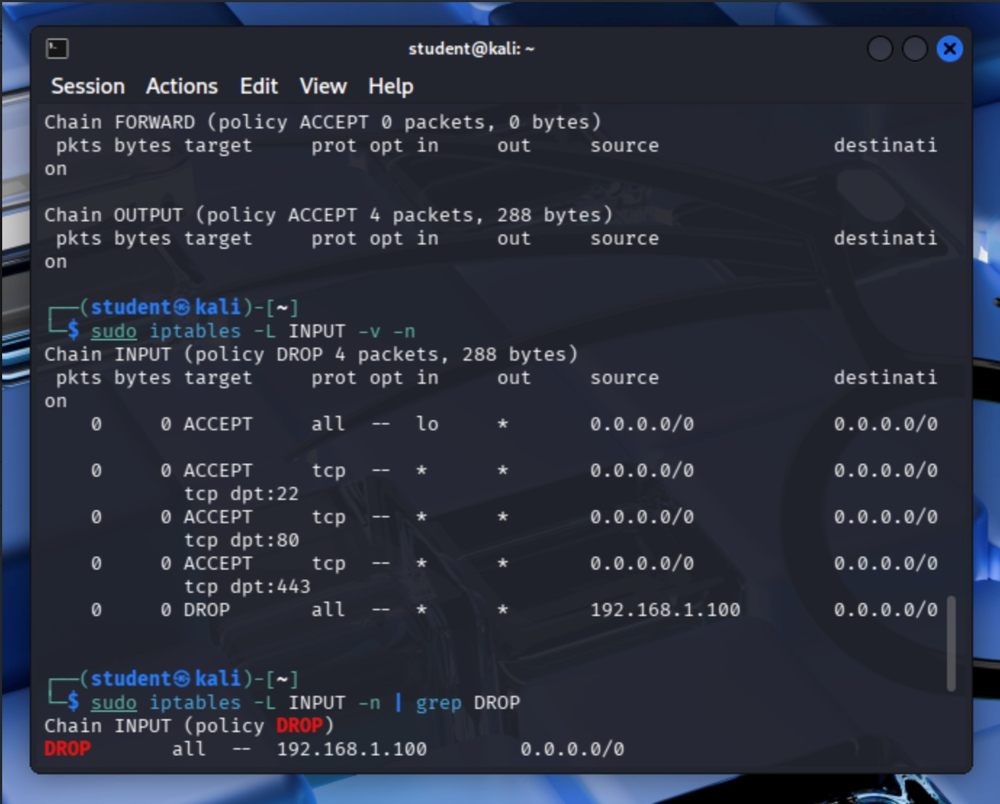 student@kali: ~
Session Actions Edit View Help
Chain FORWARD (policy ACCEPT 0 packets, 0 bytes)
 pkts bytes target     prot opt in     out     source               destinati
on

Chain OUTPUT (policy ACCEPT 4 packets, 288 bytes)
 pkts bytes target     prot opt in     out     source               destinati
on

┌──(student㉿kali)-[~]
└─$ sudo iptables -L INPUT -v -n
Chain INPUT (policy DROP 4 packets, 288 bytes)
 pkts bytes target     prot opt in     out     source               destinati
on
    0     0 ACCEPT     all  --  lo     *       0.0.0.0/0            0.0.0.0/0

    0     0 ACCEPT     tcp  --  *      *       0.0.0.0/0            0.0.0.0/0
            tcp dpt:22
    0     0 ACCEPT     tcp  --  *      *       0.0.0.0/0            0.0.0.0/0
            tcp dpt:80
    0     0 ACCEPT     tcp  --  *      *       0.0.0.0/0            0.0.0.0/0
            tcp dpt:443
    0     0 DROP       all  --  *      *       192.168.1.100        0.0.0.0/0

┌──(student㉿kali)-[~]
└─$ sudo iptables -L INPUT -n | grep DROP
Chain INPUT (policy DROP)
DROP       all  --  192.168.1.100        0.0.0.0/0